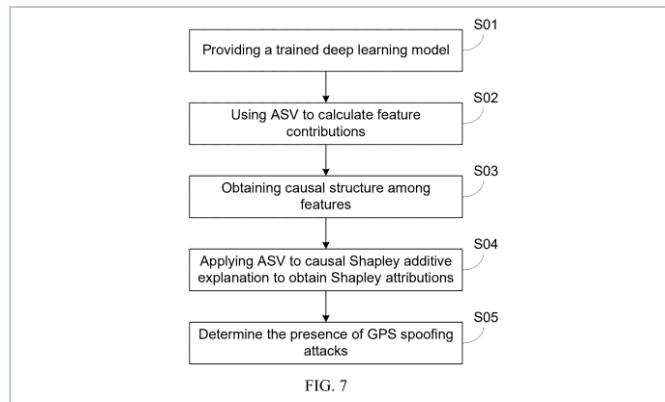 S01
Providing a trained deep learning model
S02
Using ASV to calculate feature
contributions
S03
Obtaining causal structure among
features
S04
Applying ASV to causal Shapley additive
explanation to obtain Shapley attributions
S05
Determine the presence of GPS spoofing
attacks
FIG. 7